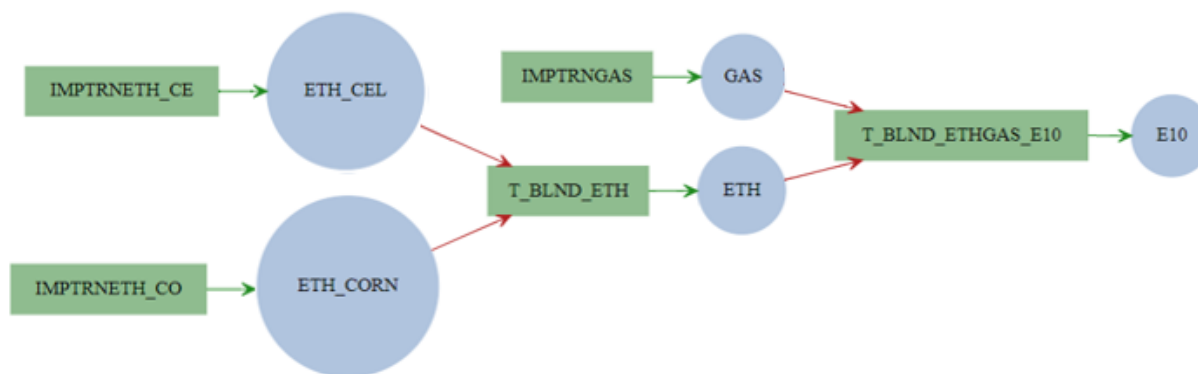 IMPTRNETH_CE
ETH_CEL
IMPTRNGAS
GAS
T_BLND_ETHGAS_E10
E10
T_BLND_ETH
ETH
IMPTRNETH_CO
ETH_CORN